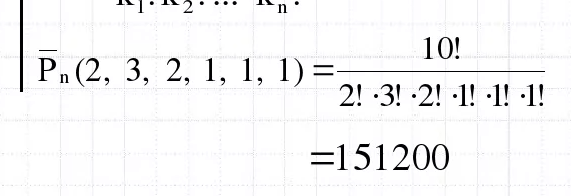 k₁! k₂! ... kₙ!
P̅ₙ(2, 3, 2, 1, 1, 1) = 10! / 2! · 3! · 2! · 1! · 1! · 1!
=151200